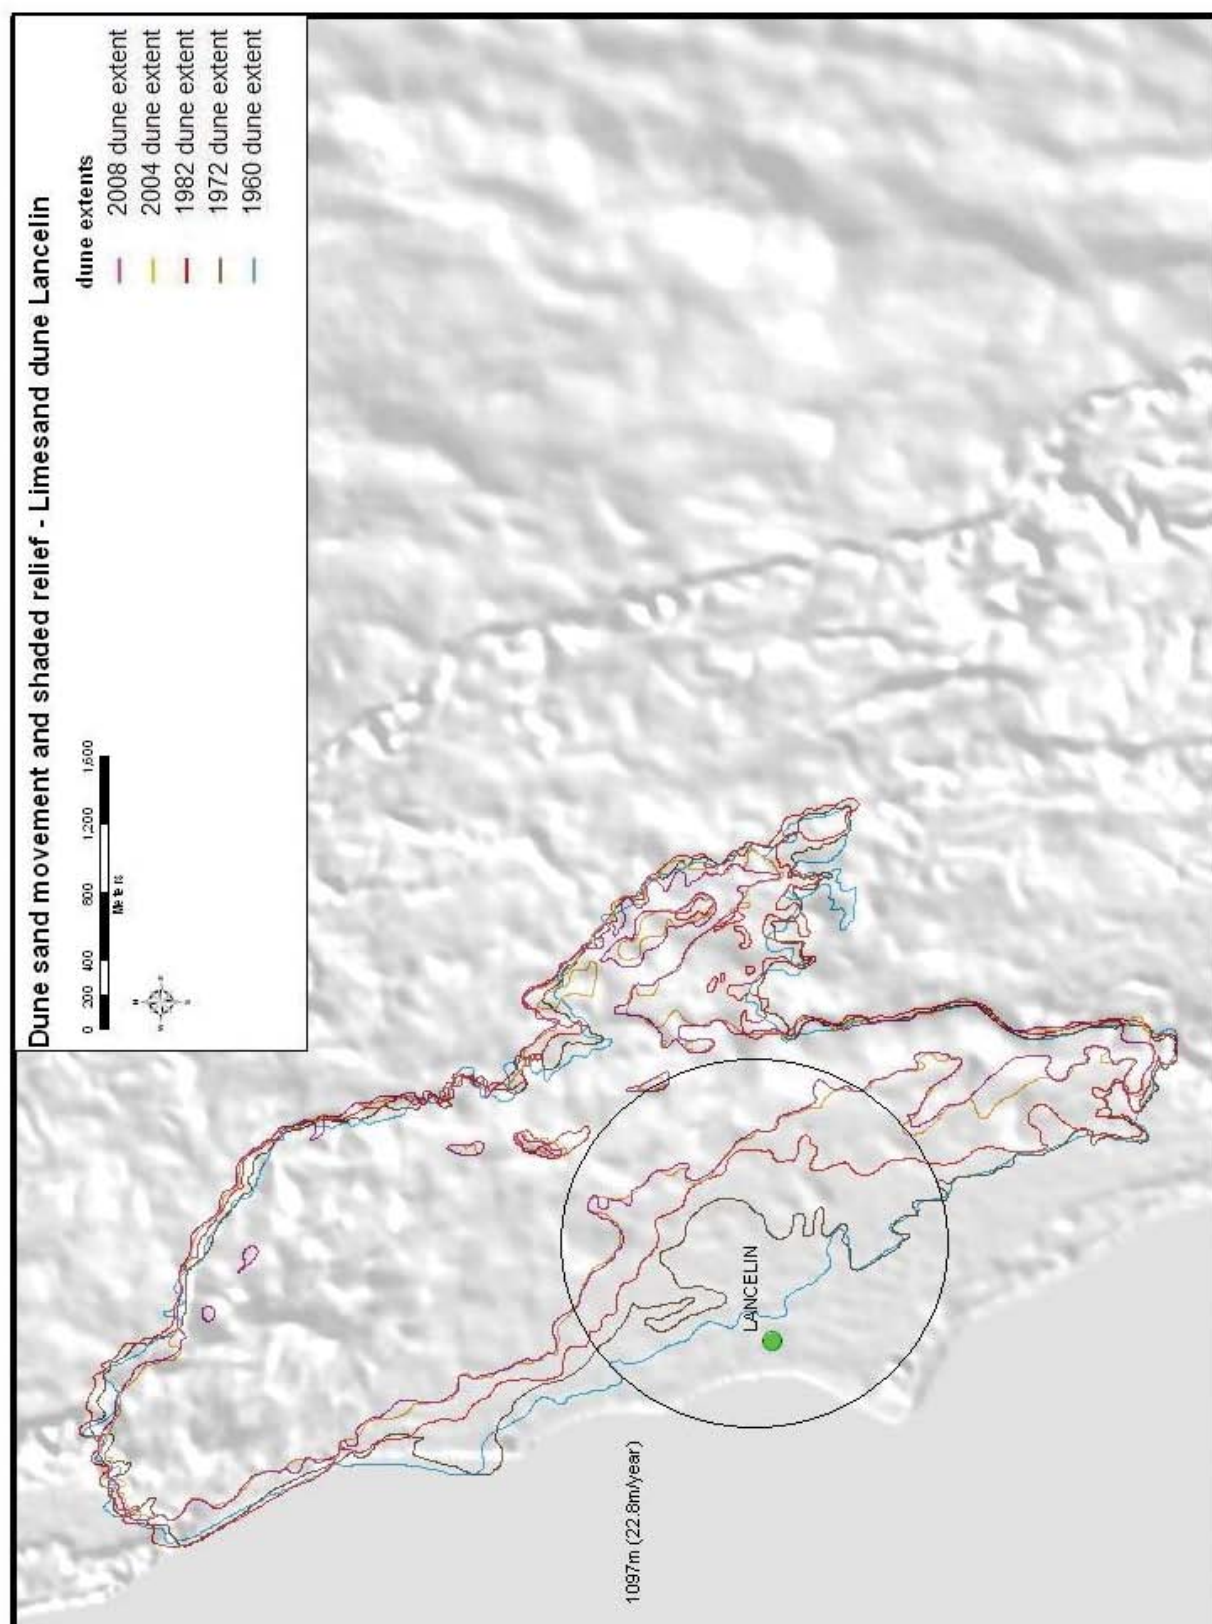 Dune sand movement and shaded relief - Limesand dune Lancelin
0 200 400 800 1,200 1,600
Meters
N
W E
S
dune extents
2008 dune extent
2004 dune extent
1982 dune extent
1972 dune extent
1960 dune extent
LANCELIN
1097m (22.8m/year)